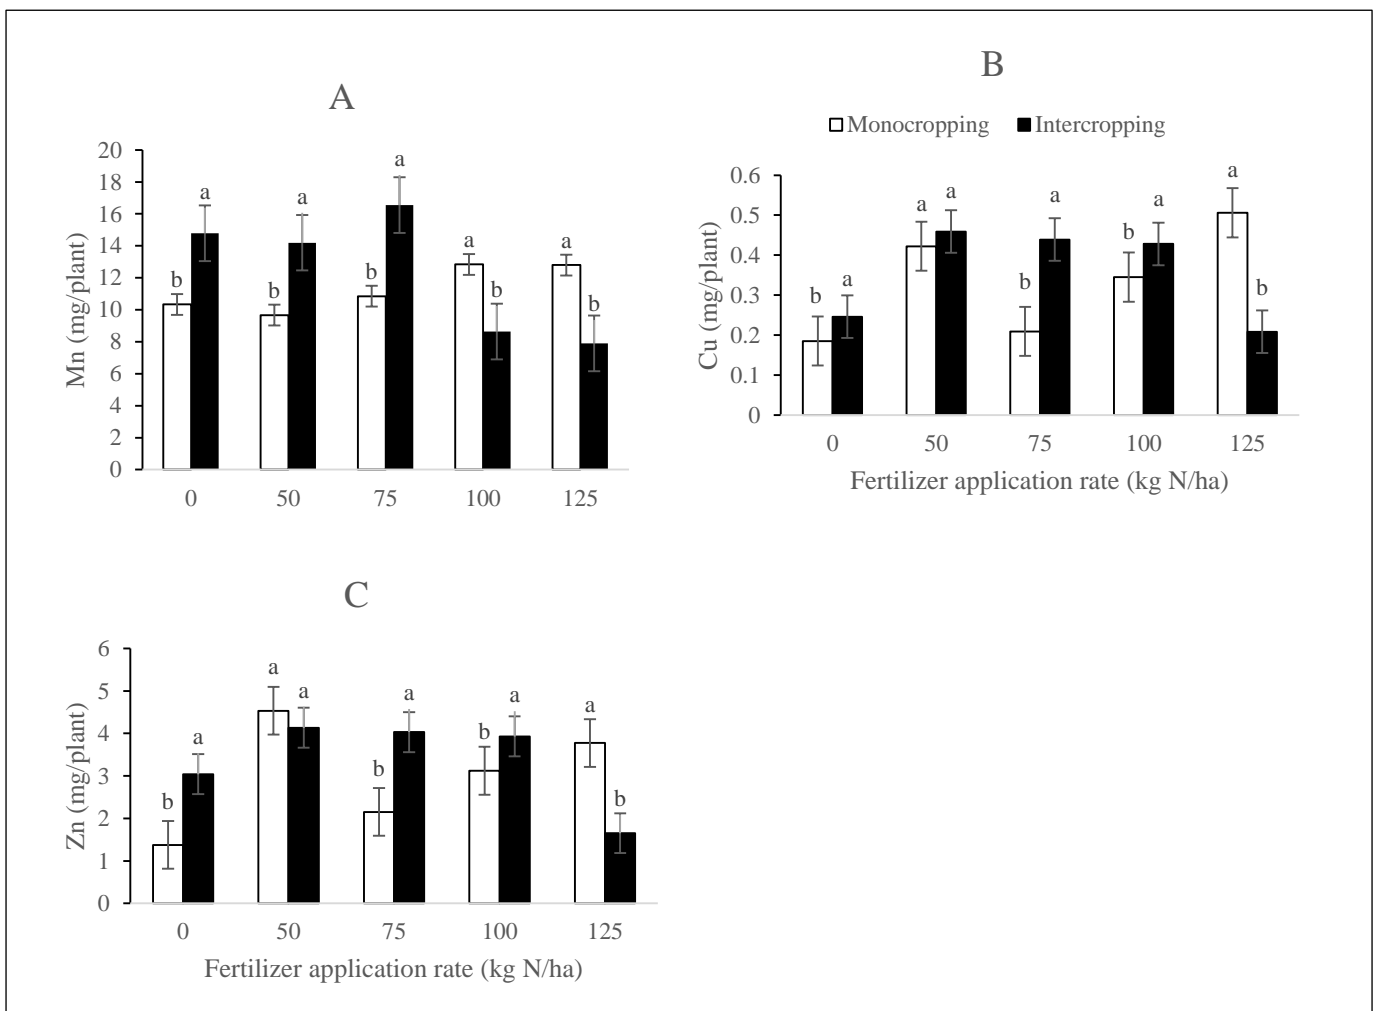 A
Mn (mg/plant)
20
18
16
14
12
10
8
6
4
2
0
b a b a b a a b a b
0 50 75 100 125
B
Monocropping Intercropping
Cu (mg/plant)
0.6
0.5
0.4
0.3
0.2
0.1
0
b a a a b a b a a b
0 50 75 100 125
Fertilizer application rate (kg N/ha)
C
Zn (mg/plant)
6
5
4
3
2
1
0
b a a a b a b a a b
0 50 75 100 125
Fertilizer application rate (kg N/ha)